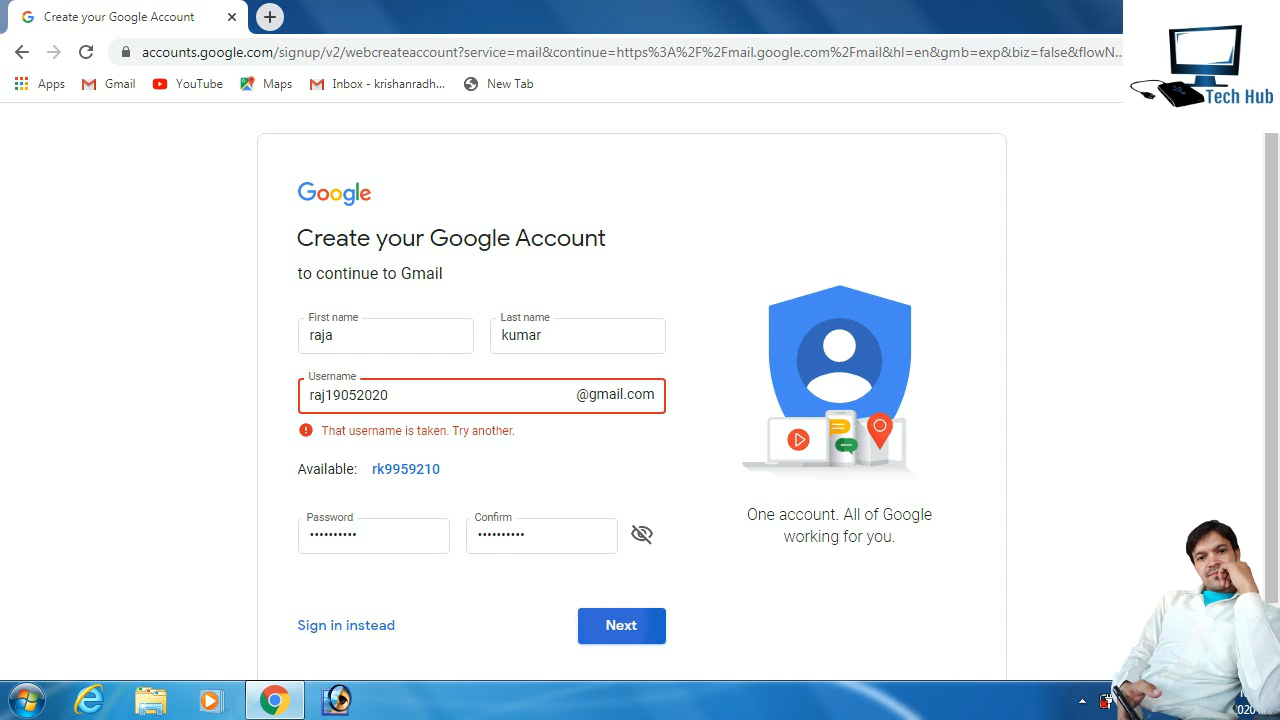 Create your Google Account
accounts.google.com/signup/v2/webcreateaccount?service=mail&continue=https%3A%2F%2Fmail.google.com%2Fmail&hl=en&gmb=exp&biz=false&flowN...
Apps Gmail YouTube Maps Inbox - krishanradh... New Tab
Tech Hub
Google
Create your Google Account
to continue to Gmail
First name Last name
raja kumar
Username
raj19052020 @gmail.com
That username is taken. Try another.
Available: rk9959210
Password Confirm
One account. All of Google
working for you.
Sign in instead Next